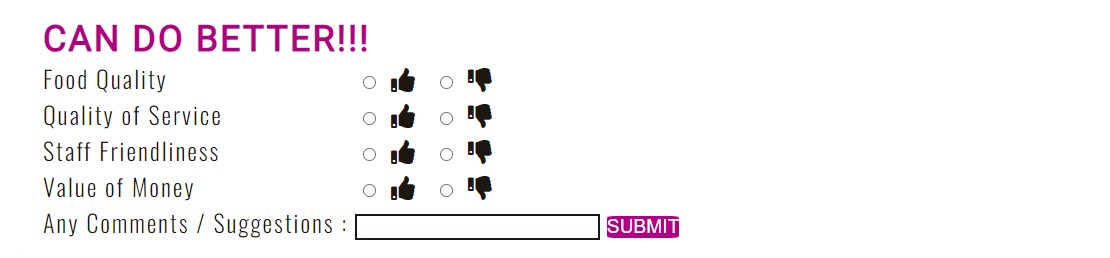 CAN DO BETTER!!!
Food Quality
Quality of Service
Staff Friendliness
Value of Money
Any Comments / Suggestions : SUBMIT